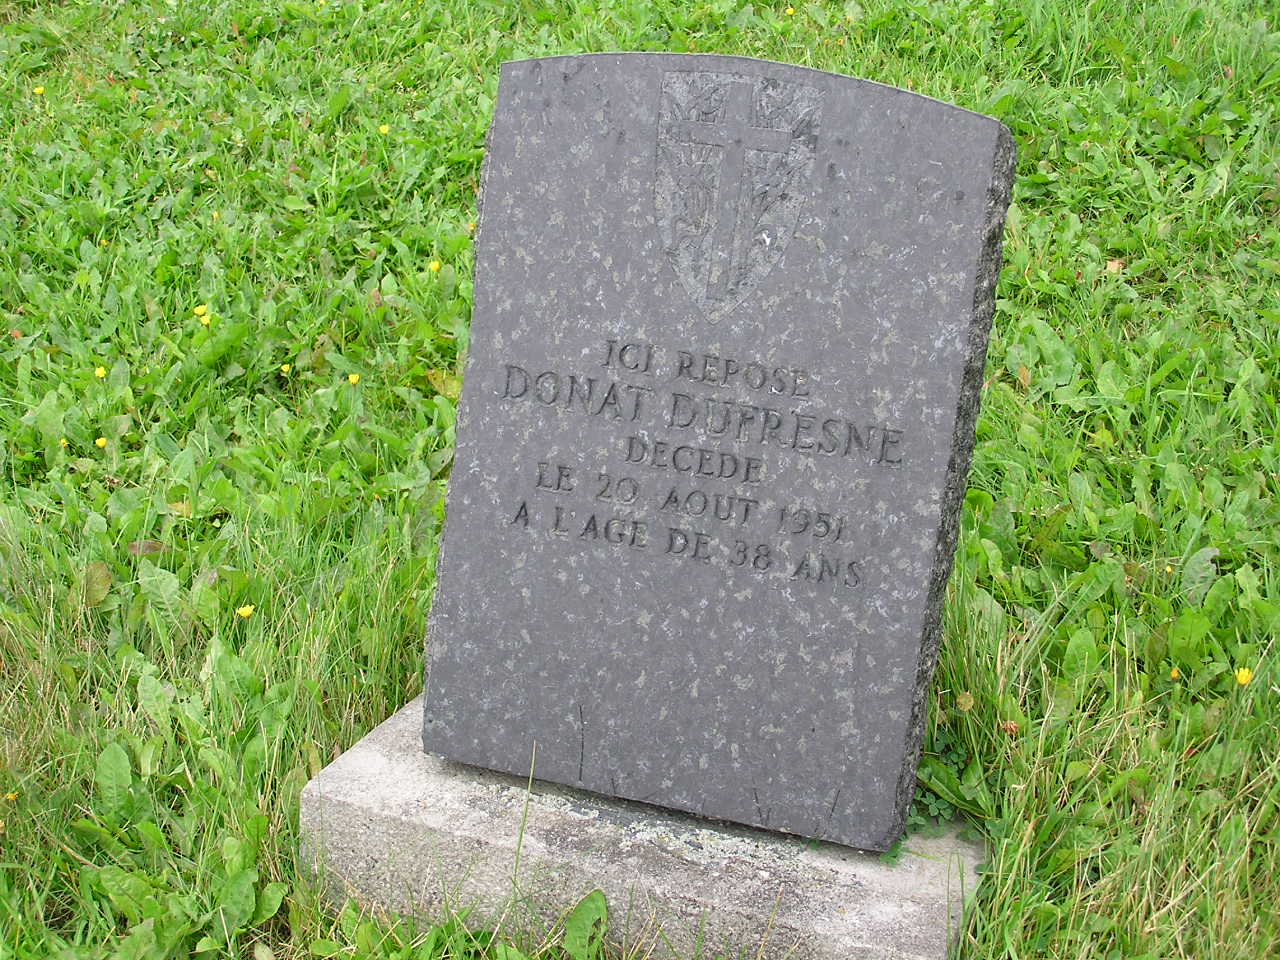 ICI REPOSE
DONAT DUFRESNE
DECEDE
LE 20 AOUT 1951
A L'AGE DE 38 ANS